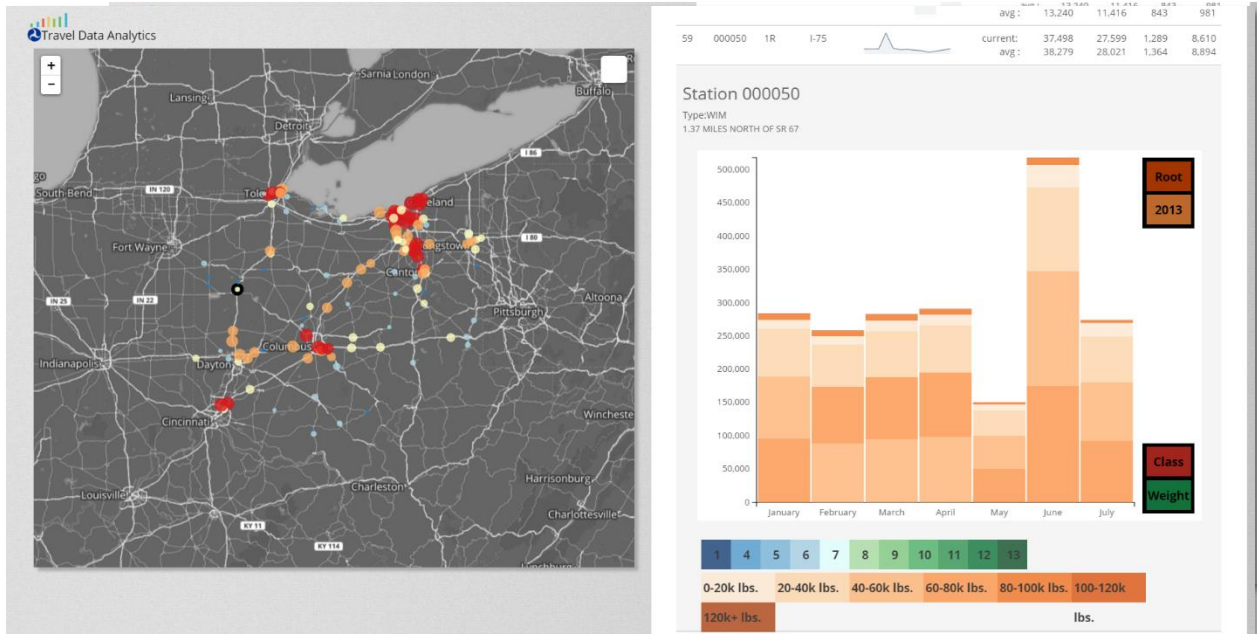 Travel Data Analytics
+
−
Sarnia London
Buffalo
Lansing
Detroit
I 86
South Bend
IN 120
Tole
eland
Fort Wayne
ongstow
I 80
Canto
IN 25
IN 22
Altoona
Pittsburgh
Columbus
Indianapolis
Dayton
Cincinnati
Wincheste
Louisville
Charleston
Harrisonburg
KY 11
Charlottesville
KY 114
Lynchburg
avg : 13,240 11,416 843 981
59 000050 1R I-75 current: 37,498 27,599 1,289 8,610
avg : 38,279 28,021 1,364 8,894
Station 000050
Type:WIM
1.37 MILES NORTH OF SR 67
500,000
450,000
400,000
350,000
300,000
250,000
200,000
150,000
100,000
50,000
0
January February March April May June July
Root
2013
Class
Weight
1 4 5 6 7 8 9 10 11 12 13
0-20k lbs. 20-40k lbs. 40-60k lbs. 60-80k lbs. 80-100k lbs. 100-120k
120k+ lbs. lbs.